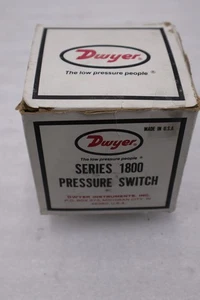 Dwyer®
The low pressure people®
MADE IN U.S.A.
Dwyer®
The low pressure people®
SERIES 1800
PRESSURE SWITCH
DWYER INSTRUMENTS, INC.